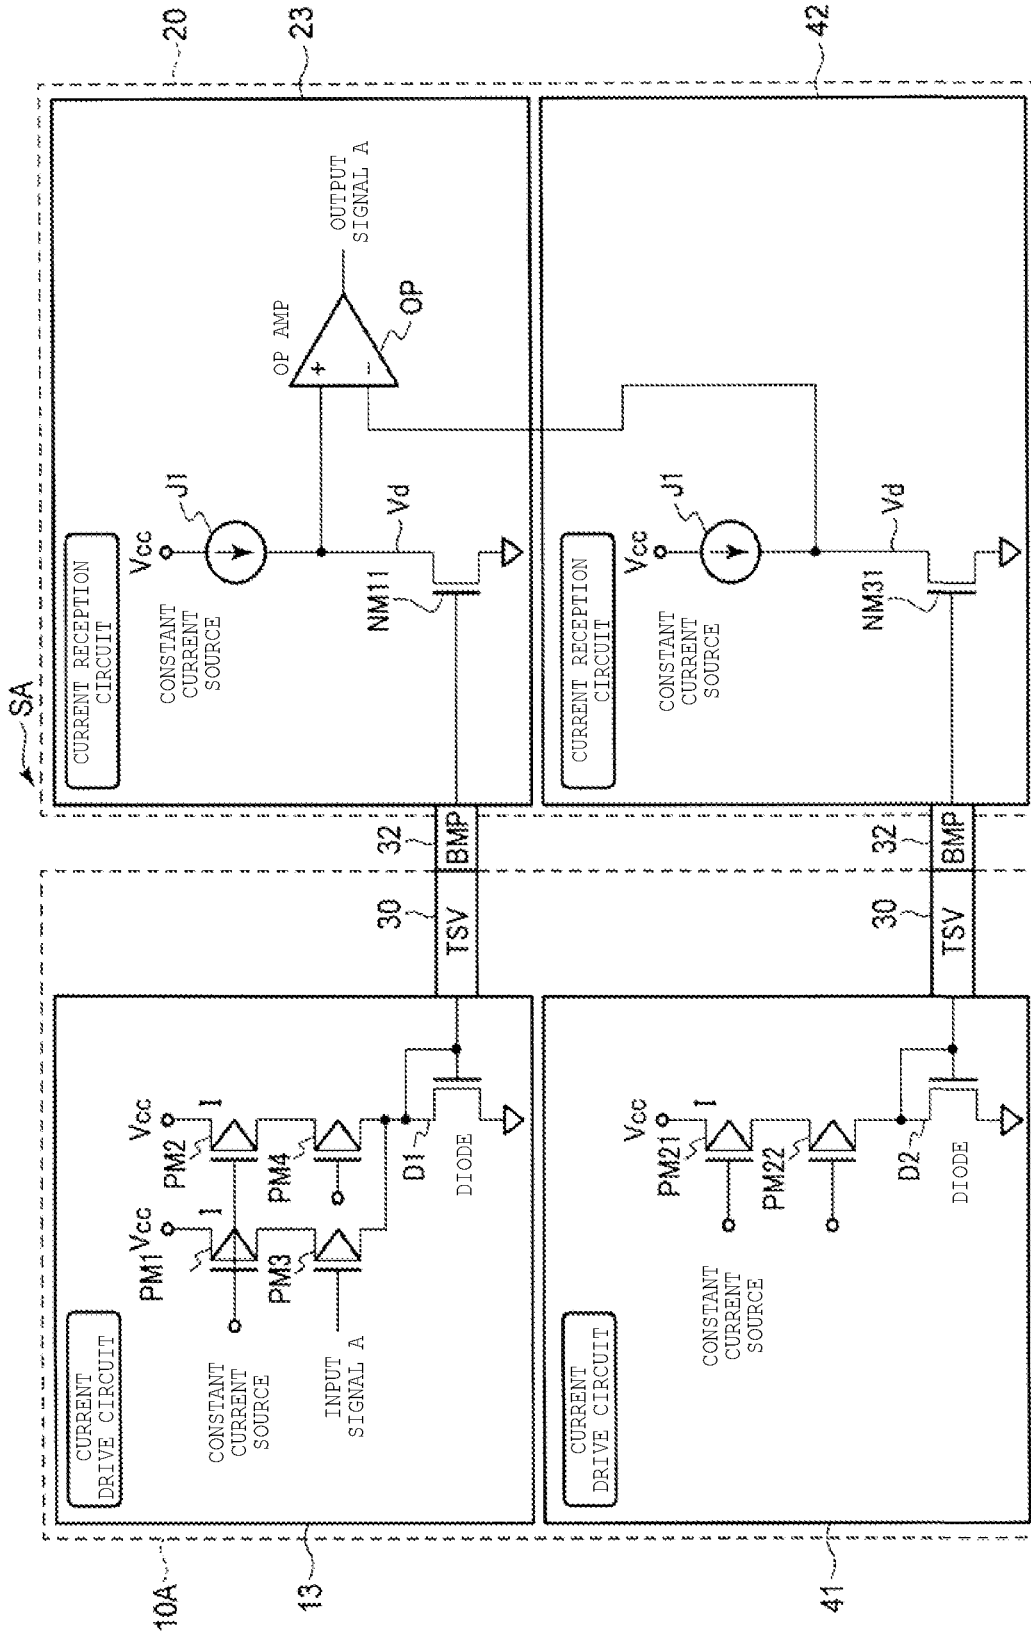 SA
10A
20
13
CURRENT
DRIVE CIRCUIT
CONSTANT
CURRENT
SOURCE
INPUT
SIGNAL A
PM1
Vcc
I
PM2
Vcc
I
PM3
PM4
D1
DIODE
30
TSV
32
BMP
23
CURRENT RECEPTION
CIRCUIT
CONSTANT
CURRENT
SOURCE
Vcc
J1
NM11
Vd
OP AMP
+
-
OP
OUTPUT
SIGNAL A
41
CURRENT
DRIVE CIRCUIT
CONSTANT
CURRENT
SOURCE
PM21
Vcc
I
PM22
D2
DIODE
30
TSV
32
BMP
42
CURRENT RECEPTION
CIRCUIT
CONSTANT
CURRENT
SOURCE
Vcc
J1
NM31
Vd